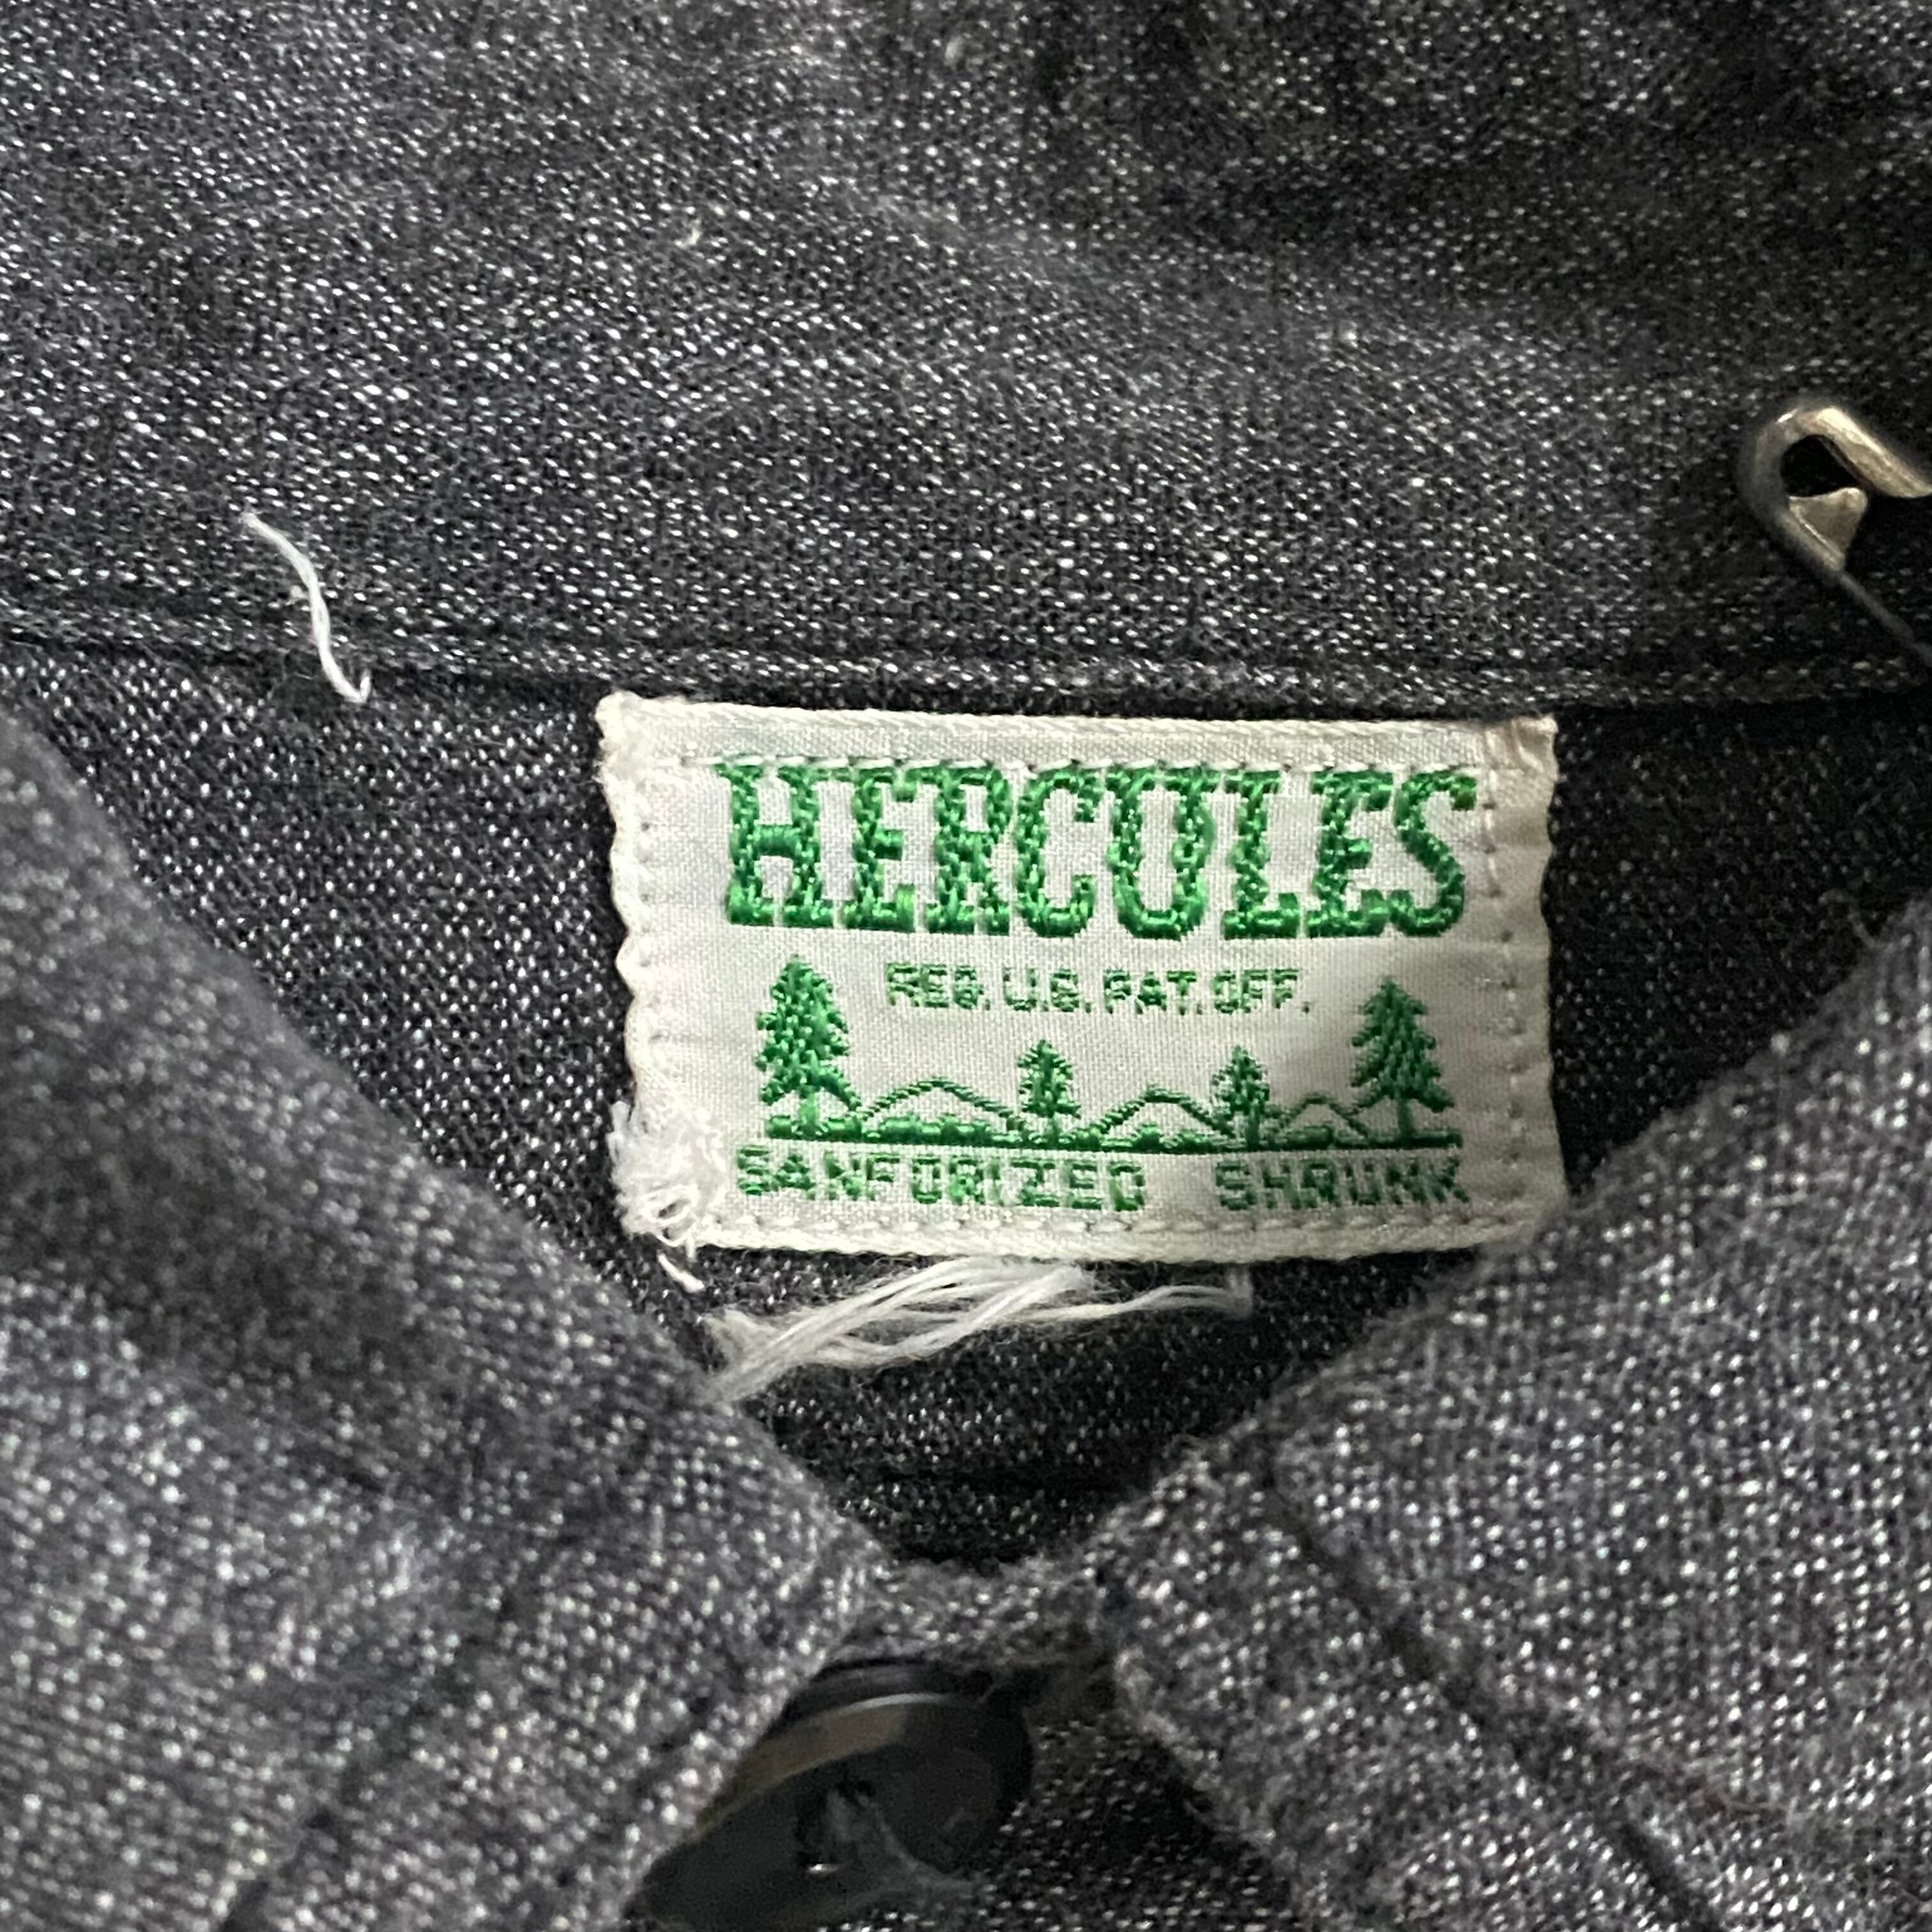 HERCULES
REG. U.S. PAT. OFF.
SANFORIZED SHRUNK